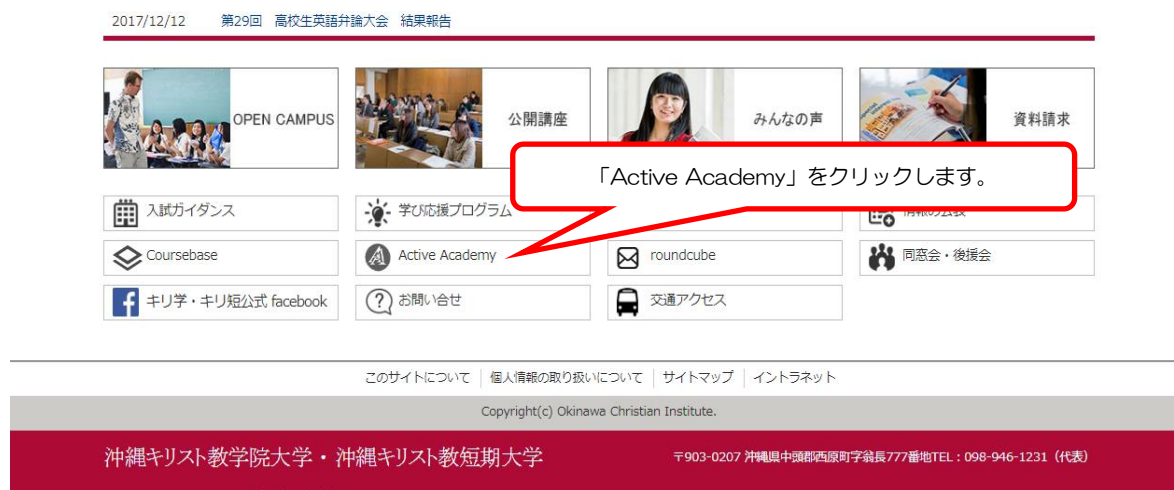 2017/12/12 第29回 高校生英語弁論大会 結果報告
OPEN CAMPUS 公開講座 みんなの声 資料請求
「Active Academy」をクリックします。
入試ガイダンス 学び応援プログラム
Coursebase Active Academy roundcube 同窓会・後援会
キリ学・キリ短公式 facebook お問い合せ 交通アクセス
このサイトについて 個人情報の取り扱いについて サイトマップ イントラネット
Copyright(c) Okinawa Christian Institute.
沖縄キリスト教学院大学・沖縄キリスト教短期大学 〒903-0207 沖縄県中頭郡西原町字翁長777番地TEL：098-946-1231（代表）